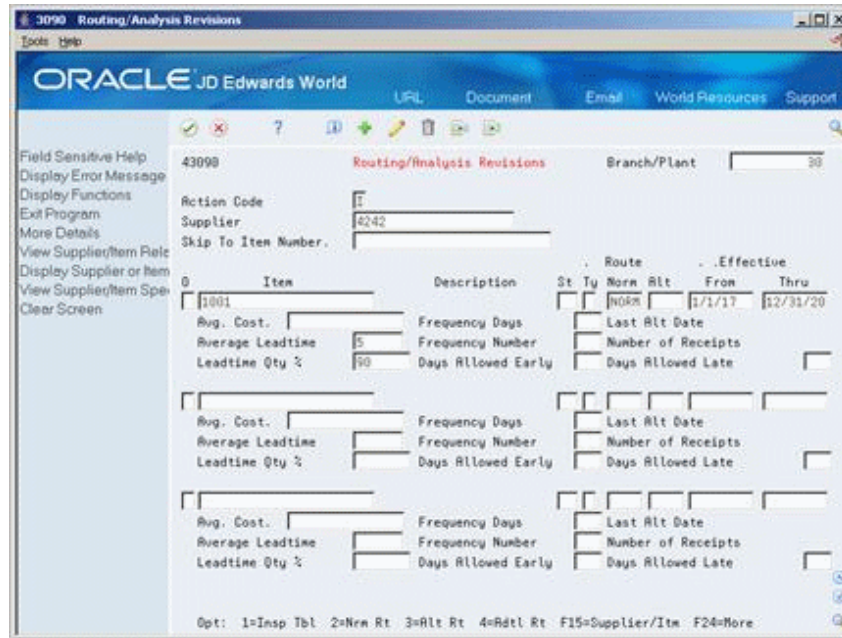 3090 Routing/Analysis Revisions
Tools Help
ORACLE JD Edwards World
URL Document Email World Resources Support
Field Sensitive Help
Display Error Message
Display Functions
Exit Program
More Details
View Supplier/Item Rele
Display Supplier or Item
View Supplier/Item Spe
Clear Screen
43090 Routing/Analysis Revisions Branch/Plant 30
Action Code I
Supplier 4242
Skip To Item Number.
. Route . .Effective
O Item Description St Ty Norm Alt From Thru
1001 NORM 1/1/17 12/31/20
Avg. Cost. Frequency Days Last Alt Date
Average Leadtime 5 Frequency Number Number of Receipts
Leadtime Qty % 90 Days Allowed Early Days Allowed Late
Avg. Cost. Frequency Days Last Alt Date
Average Leadtime Frequency Number Number of Receipts
Leadtime Qty % Days Allowed Early Days Allowed Late
Avg. Cost. Frequency Days Last Alt Date
Average Leadtime Frequency Number Number of Receipts
Leadtime Qty % Days Allowed Early Days Allowed Late
Opt: 1=Insp Tbl 2=Nrm Rt 3=Alt Rt 4=Adtl Rt F15=Supplier/Itm F24=More